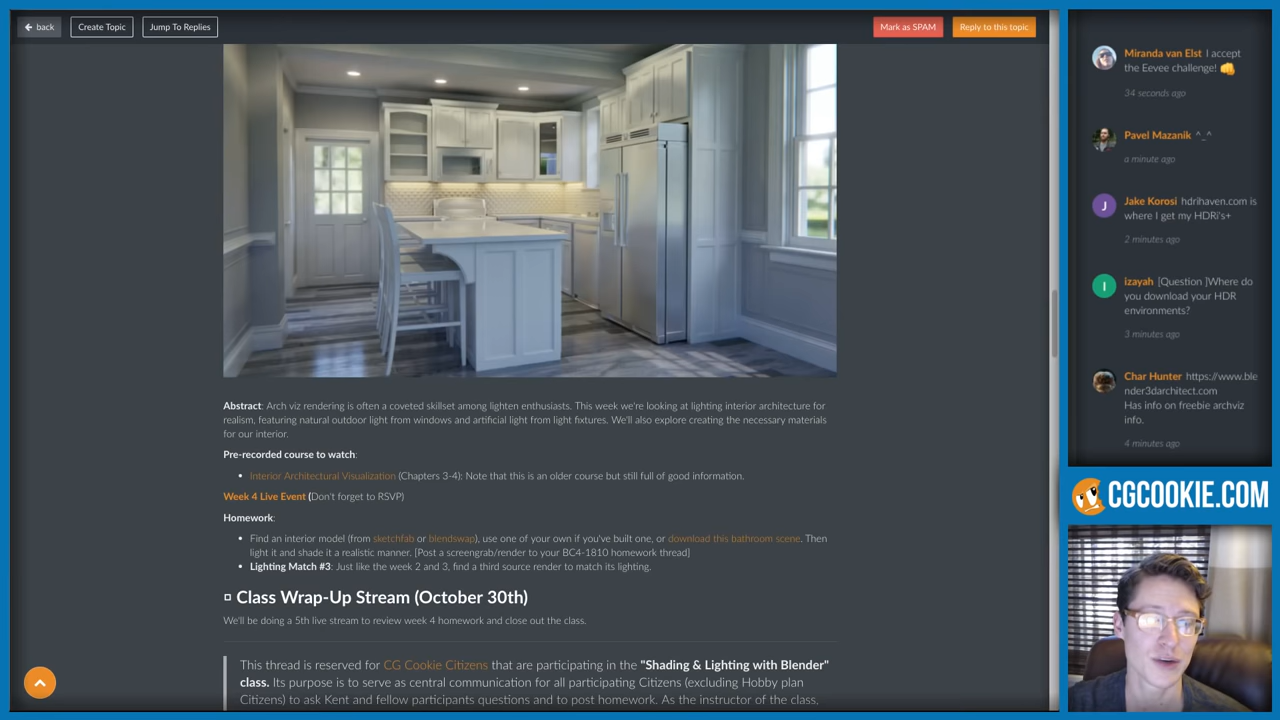 back
Create Topic
Jump To Replies
Mark as SPAM
Reply to this topic
Abstract: Arch viz rendering is often a coveted skillset among lighten enthusiasts. This week we're looking at lighting interior architecture for
realism, featuring natural outdoor light from windows and artificial light from light fixtures. We'll also explore creating the necessary materials
for our interior.
Pre-recorded course to watch:
Interior Architectural Visualization (Chapters 3-4): Note that this is an older course but still full of good information.
Week 4 Live Event (Don't forget to RSVP)
Homework:
Find an interior model (from sketchfab or blendswap), use one of your own if you've built one, or download this bathroom scene. Then
light it and shade it a realistic manner. [Post a screengrab/render to your BC4-1810 homework thread]
Lighting Match #3: Just like the week 2 and 3, find a third source render to match its lighting.
Class Wrap-Up Stream (October 30th)
We'll be doing a 5th live stream to review week 4 homework and close out the class.
This thread is reserved for CG Cookie Citizens that are participating in the "Shading & Lighting with Blender"
class. Its purpose is to serve as central communication for all participating Citizens (excluding Hobby plan
Citizens) to ask Kent and fellow participants questions and to post homework. As the instructor of the class.
Miranda van Elst I accept
the Eevee challenge! 👊
34 seconds ago
Pavel Mazanik ^_^
a minute ago
J
Jake Korosi hdrihaven.com is
where I get my HDRi's+
2 minutes ago
I
izayah [Question ]Where do
you download your HDR
environments?
3 minutes ago
Char Hunter https://www.ble
nder3darchitect.com
Has info on freebie archviz
info.
4 minutes ago
CGCOOKIE.COM